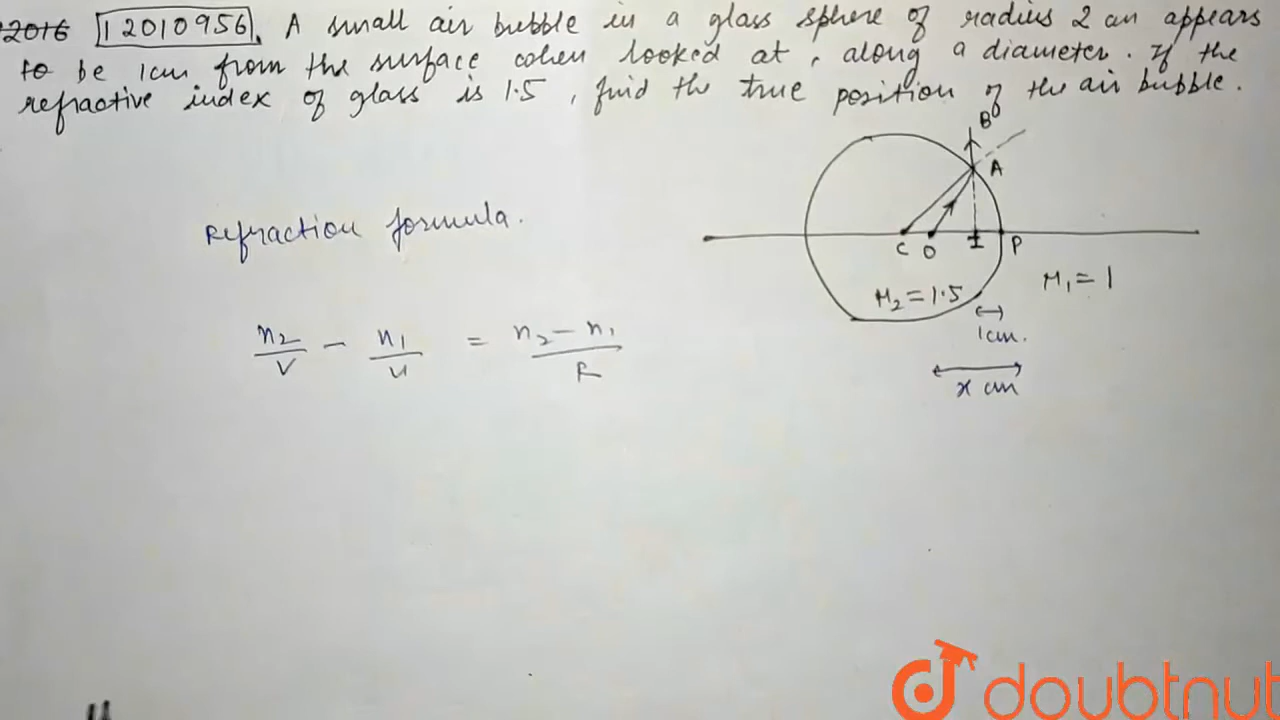 2016 12010956. A small air bubble in a glass sphere of radius 2 cm appears
to be 1cm from the surface when looked at, along a diameter. If the
refractive index of glass is 1.5, find the true position of the air bubble.
B
A
Refraction formula.
C O I P
μ2 = 1.5
μ1 = 1
1cm.
n2/v - n1/u = n2 - n1/R
x cm
doubtnut